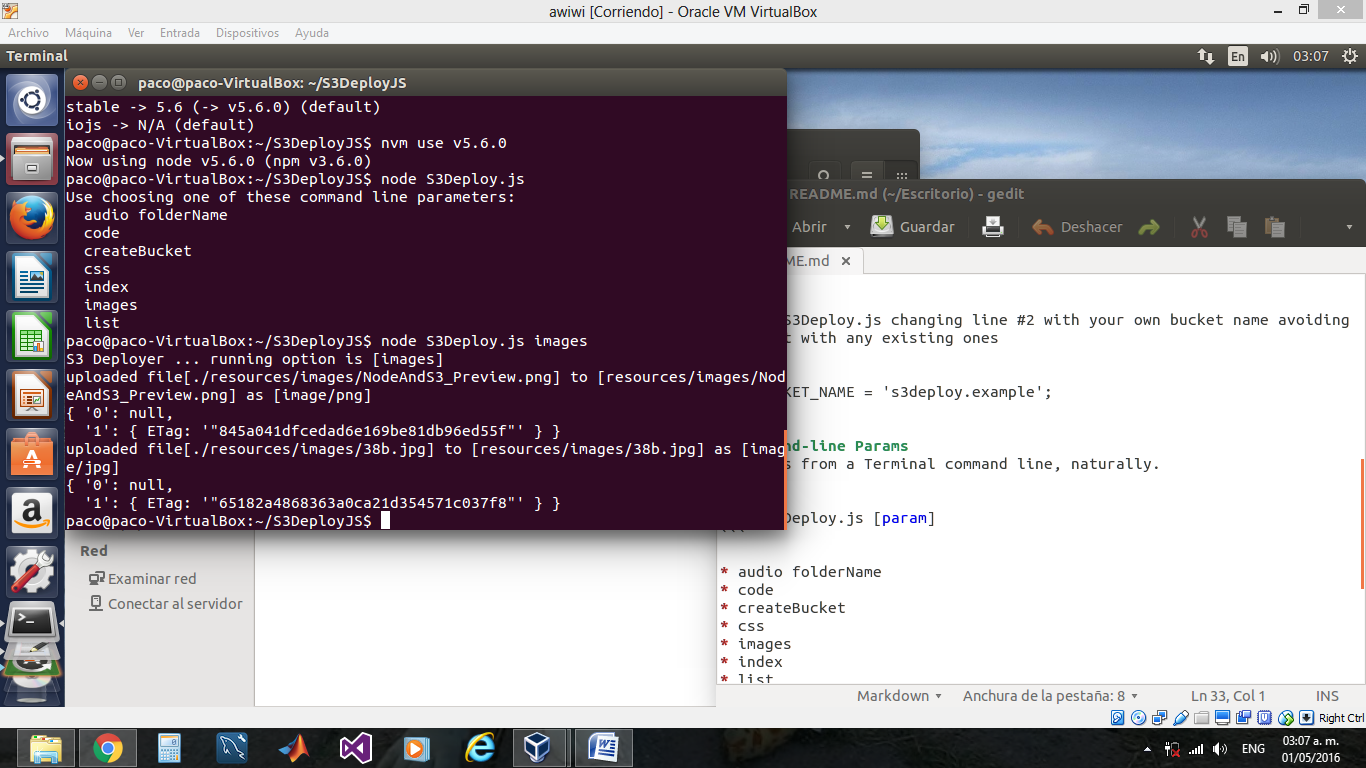 awiwi [Corriendo] - Oracle VM VirtualBox
Archivo Máquina Ver Entrada Dispositivos Ayuda
Terminal
En
03:07
paco@paco-VirtualBox: ~/S3DeployJS
stable -> 5.6 (-> v5.6.0) (default)
iojs -> N/A (default)
paco@paco-VirtualBox:~/S3DeployJS$ nvm use v5.6.0
Now using node v5.6.0 (npm v3.6.0)
paco@paco-VirtualBox:~/S3DeployJS$ node S3Deploy.js
Use choosing one of these command line parameters:
audio folderName
code
createBucket
css
index
images
list
paco@paco-VirtualBox:~/S3DeployJS$ node S3Deploy.js images
S3 Deployer ... running option is [images]
uploaded file[./resources/images/NodeAndS3_Preview.png] to [resources/images/Nod
eAndS3_Preview.png] as [image/png]
{ '0': null,
'1': { ETag: '"845a041dfcedad6e169be81db96ed55f"' } }
uploaded file[./resources/images/38b.jpg] to [resources/images/38b.jpg] as [imag
e/jpg]
{ '0': null,
'1': { ETag: '"65182a4868363a0ca21d354571c037f8"' } }
paco@paco-VirtualBox:~/S3DeployJS$
Red
Examinar red
Conectar al servidor
README.md (~/Escritorio) - gedit
Abrir Guardar Deshacer
ME.md
S3Deploy.js changing line #2 with your own bucket name avoiding
t with any existing ones
KET_NAME = 's3deploy.example';
nd-line Params
s from a Terminal command line, naturally.
Deploy.js [param]
```
* audio folderName
* code
* createBucket
* css
* images
* index
* list
Markdown Anchura de la pestaña: 8 Ln 33, Col 1 INS
Right Ctrl
ENG
03:07 a. m.
01/05/2016